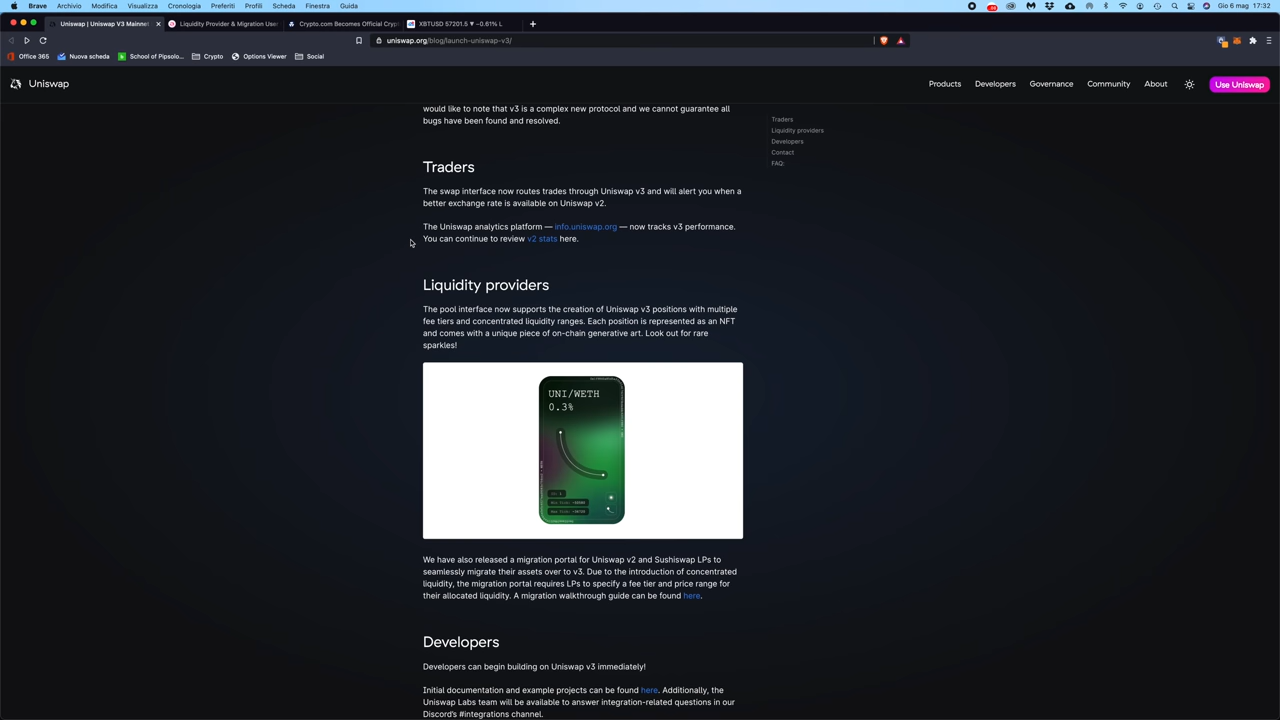 Brave Archivio Modifica Visualizza Cronologia Preferiti Profili Scheda Finestra Guida Gio 6 mag 17:32
Uniswap | Uniswap V3 Mainnet Liquidity Provider & Migration User Crypto.com Becomes Official Cryp XBTUSD 57201.5 ▼ −0.61% L
uniswap.org/blog/launch-uniswap-v3/
Office 365 Nuova scheda School of Pipsolo... Crypto Options Viewer Social
Uniswap Products Developers Governance Community About Use Uniswap
would like to note that v3 is a complex new protocol and we cannot guarantee all
bugs have been found and resolved.
Traders
Liquidity providers
Developers
Contact
FAQ:
Traders
The swap interface now routes trades through Uniswap v3 and will alert you when a
better exchange rate is available on Uniswap v2.
The Uniswap analytics platform — info.uniswap.org — now tracks v3 performance.
You can continue to review v2 stats here.
Liquidity providers
The pool interface now supports the creation of Uniswap v3 positions with multiple
fee tiers and concentrated liquidity ranges. Each position is represented as an NFT
and comes with a unique piece of on-chain generative art. Look out for rare
sparkles!
UNI/WETH
0.3%
We have also released a migration portal for Uniswap v2 and Sushiswap LPs to
seamlessly migrate their assets over to v3. Due to the introduction of concentrated
liquidity, the migration portal requires LPs to specify a fee tier and price range for
their allocated liquidity. A migration walkthrough guide can be found here.
Developers
Developers can begin building on Uniswap v3 immediately!
Initial documentation and example projects can be found here. Additionally, the
Uniswap Labs team will be available to answer integration-related questions in our
Discord's #integrations channel.